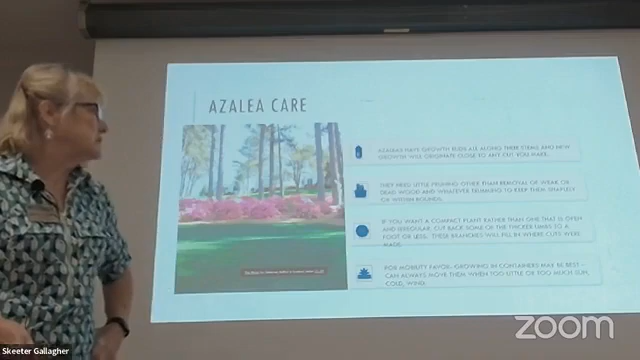 AZALEA CARE
AZALEAS HAVE GROWTH BUDS ALL ALONG THEIR STEMS AND NEW
GROWTH WILL ORIGINATE CLOSE TO ANY CUT YOU MAKE.
THEY NEED LITTLE PRUNING OTHER THAN REMOVAL OF WEAK OR
DEAD WOOD AND WHATEVER TRIMMING TO KEEP THEM SHAPELY
OR WITHIN BOUNDS.
IF YOU WANT A COMPACT PLANT RATHER THAN ONE THAT IS OPEN
AND IRREGULAR, CUT BACK SOME OF THE THICKER LIMBS TO A
FOOT OR LESS. THESE BRANCHES WILL FILL IN WHERE CUTS WERE
MADE.
FOR MOBILITY FAVOR, GROWING IN CONTAINERS MAY BE BEST –
CAN ALWAYS MOVE THEM WHEN TOO LITTLE OR TOO MUCH SUN,
COLD, WIND.
zoom
Skeeter Gallagher